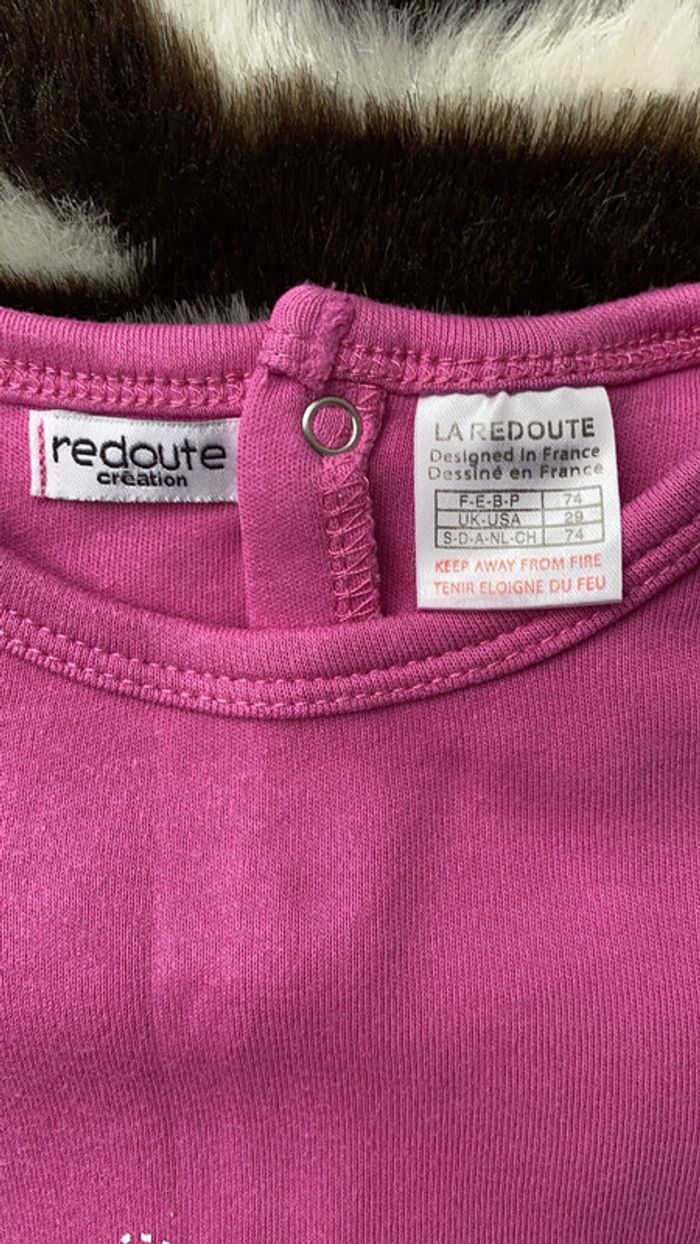 redoute
création
LA REDOUTE
Designed in France
Dessiné en France
F-E-B-P 74
UK-USA 29
S-D-A-NL-CH 74
KEEP AWAY FROM FIRE
TENIR ELOIGNE DU FEU